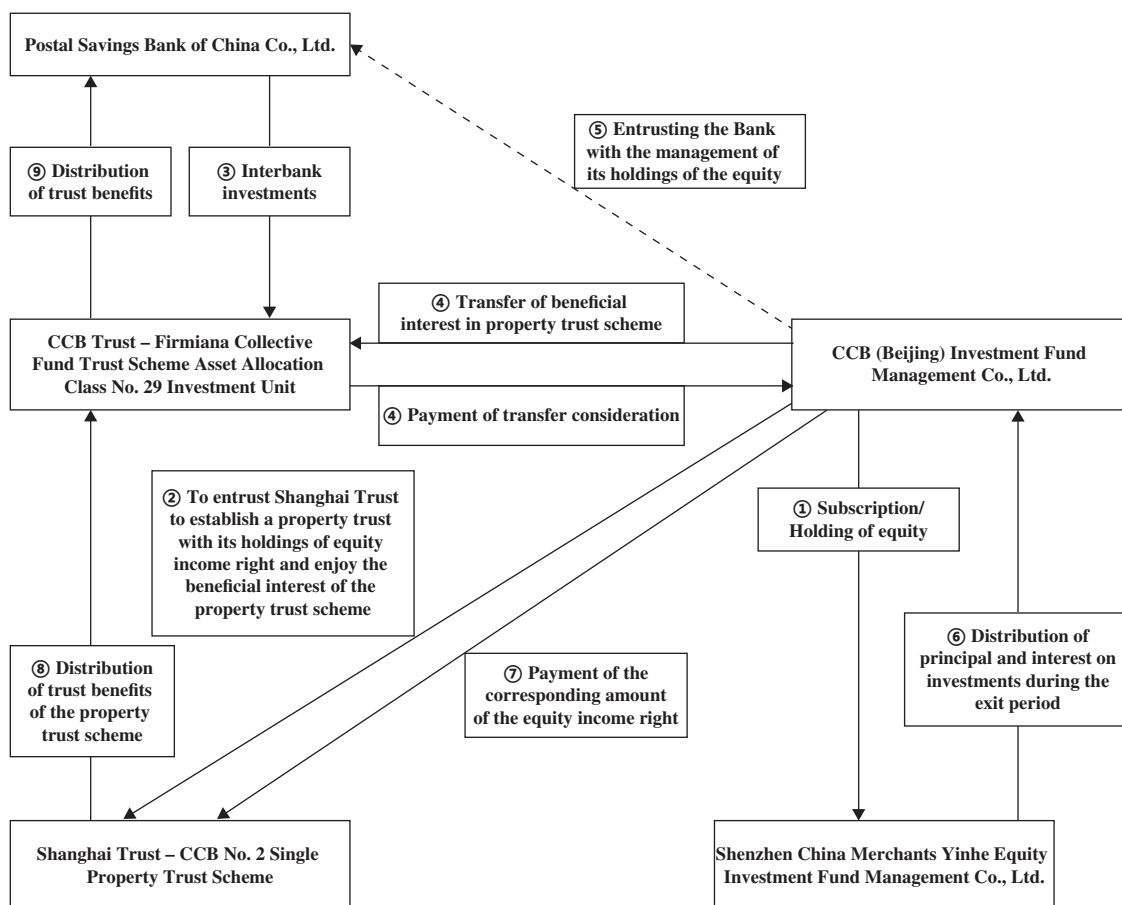 Postal Savings Bank of China Co., Ltd.
⑤ Entrusting the Bank
with the management of
its holdings of the equity
⑨ Distribution
of trust benefits
③ Interbank
investments
④ Transfer of beneficial
interest in property trust scheme
CCB Trust – Firmiana Collective
Fund Trust Scheme Asset Allocation
Class No. 29 Investment Unit
CCB (Beijing) Investment Fund
Management Co., Ltd.
④ Payment of transfer consideration
② To entrust Shanghai Trust
to establish a property trust
with its holdings of equity
income right and enjoy the
beneficial interest of the
property trust scheme
① Subscription/
Holding of equity
⑧ Distribution
of trust benefits
of the property
trust scheme
⑦ Payment of the
corresponding amount
of the equity income right
⑥ Distribution of
principal and interest on
investments during the
exit period
Shanghai Trust – CCB No. 2 Single
Property Trust Scheme
Shenzhen China Merchants Yinhe Equity
Investment Fund Management Co., Ltd.